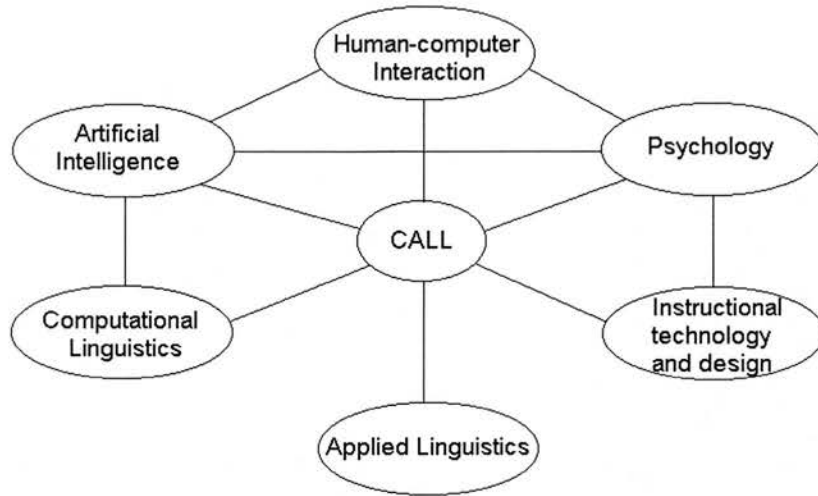 Human-computer
Interaction
Artificial
Intelligence
Psychology
CALL
Computational
Linguistics
Instructional
technology
and design
Applied Linguistics